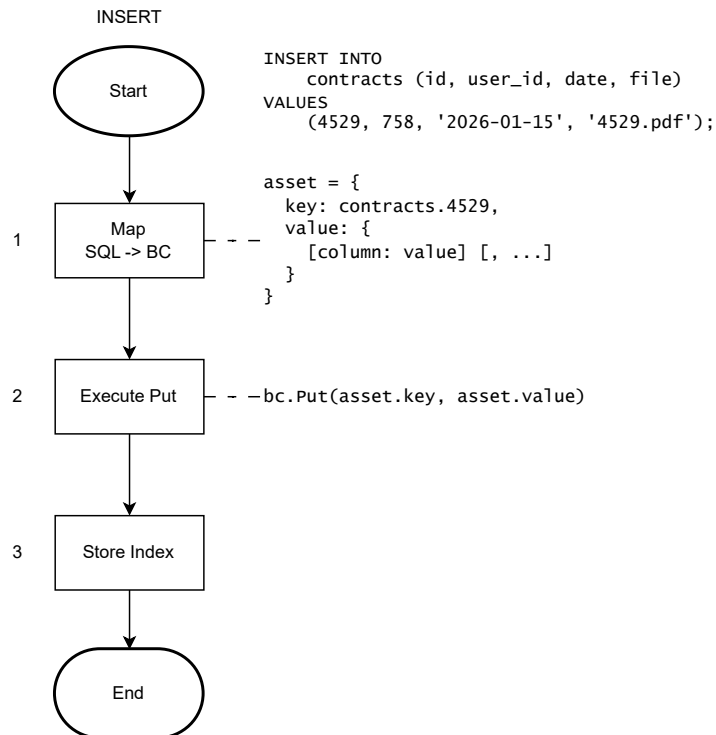 INSERT
Start
INSERT INTO
    contracts (id, user_id, date, file)
VALUES
    (4529, 758, '2026-01-15', '4529.pdf');
1
Map
SQL -> BC
asset = {
  key: contracts.4529,
  value: {
    [column: value] [, ...]
  }
}
2
Execute Put
bc.Put(asset.key, asset.value)
3
Store Index
End